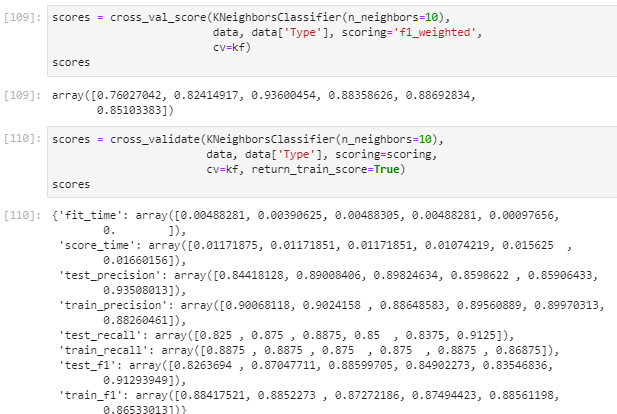 [109]: scores = cross_val_score(KNeighborsClassifier(n_neighbors=10),
data, data['Type'], scoring='f1_weighted',
cv=kf)
scores
[109]: array([0.76027042, 0.82414917, 0.93600454, 0.88358626, 0.88692834,
0.85103383])
[110]: scores = cross_validate(KNeighborsClassifier(n_neighbors=10),
data, data['Type'], scoring=scoring,
cv=kf, return_train_score=True)
scores
[110]: {'fit_time': array([0.00488281, 0.00390625, 0.00488305, 0.00488281, 0.00097656,
0. ]),
'score_time': array([0.01171875, 0.01171851, 0.01171851, 0.01074219, 0.015625 ,
0.01660156]),
'test_precision': array([0.84418128, 0.89008406, 0.89824634, 0.8598622 , 0.85906433,
0.93508013]),
'train_precision': array([0.90068118, 0.9024158 , 0.88648583, 0.89560889, 0.89970313,
0.88260461]),
'test_recall': array([0.825 , 0.875 , 0.8875, 0.85 , 0.8375, 0.9125]),
'train_recall': array([0.8875 , 0.8875 , 0.875 , 0.875 , 0.8875 , 0.86875]),
'test_f1': array([0.8263694 , 0.87047711, 0.88599705, 0.84902273, 0.83546836,
0.91293949]),
'train_f1': array([0.88417521, 0.8852273 , 0.87272186, 0.87494423, 0.88561198,
0.86533013])}